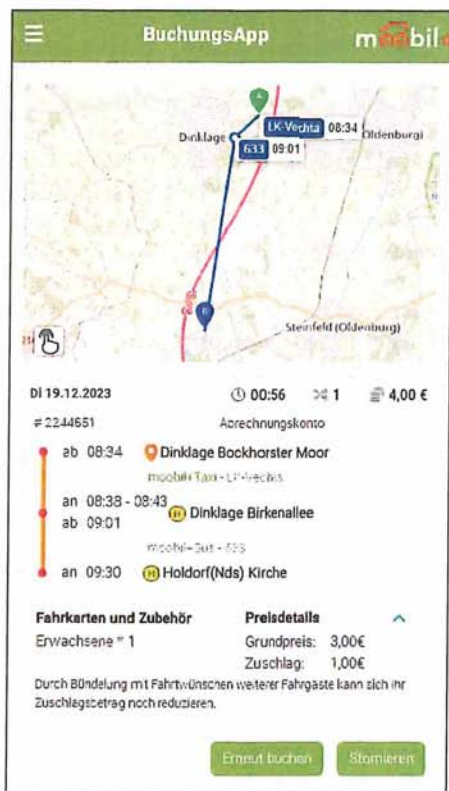 BuchungsApp
Dinklage
LK-Vechta 08:34
633 09:01
Steinfeld (Oldenburg)
Di 19.12.2023 00:56 1 4,00 €
# 2244651 Abrechnungskonto
ab 08:34 Dinklage Bockhorster Moor
an 08:38 - 08:43
ab 09:01 H Dinklage Birkenallee
an 09:30 H Holdorf(Nds) Kirche
Fahrkarten und Zubehör Preisdetails
Erwachsene * 1 Grundpreis: 3,00€
Zuschlag: 1,00€
Durch Bündelung mit Fahrtwünschen weiterer Fahrgäste kann sich ihr
Zuschlagsbetrag noch reduzieren.
Erneut buchen Stornieren